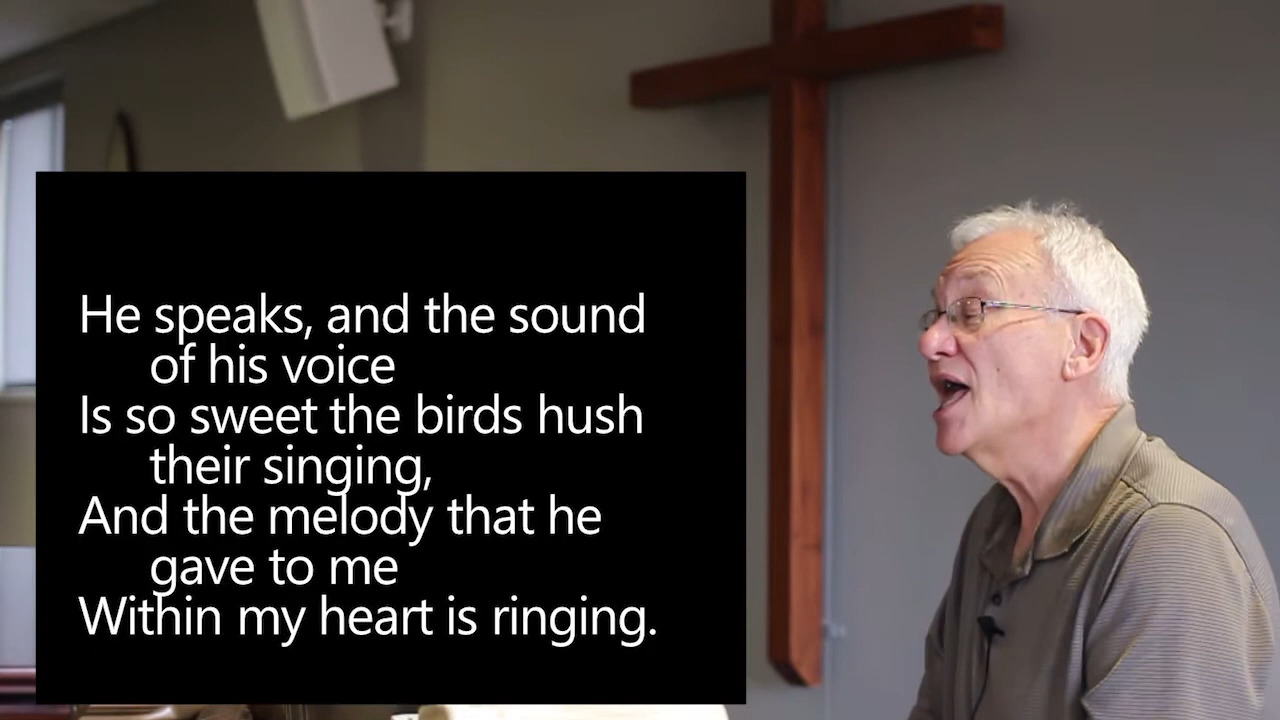 He speaks, and the sound
of his voice
Is so sweet the birds hush
their singing,
And the melody that he
gave to me
Within my heart is ringing.